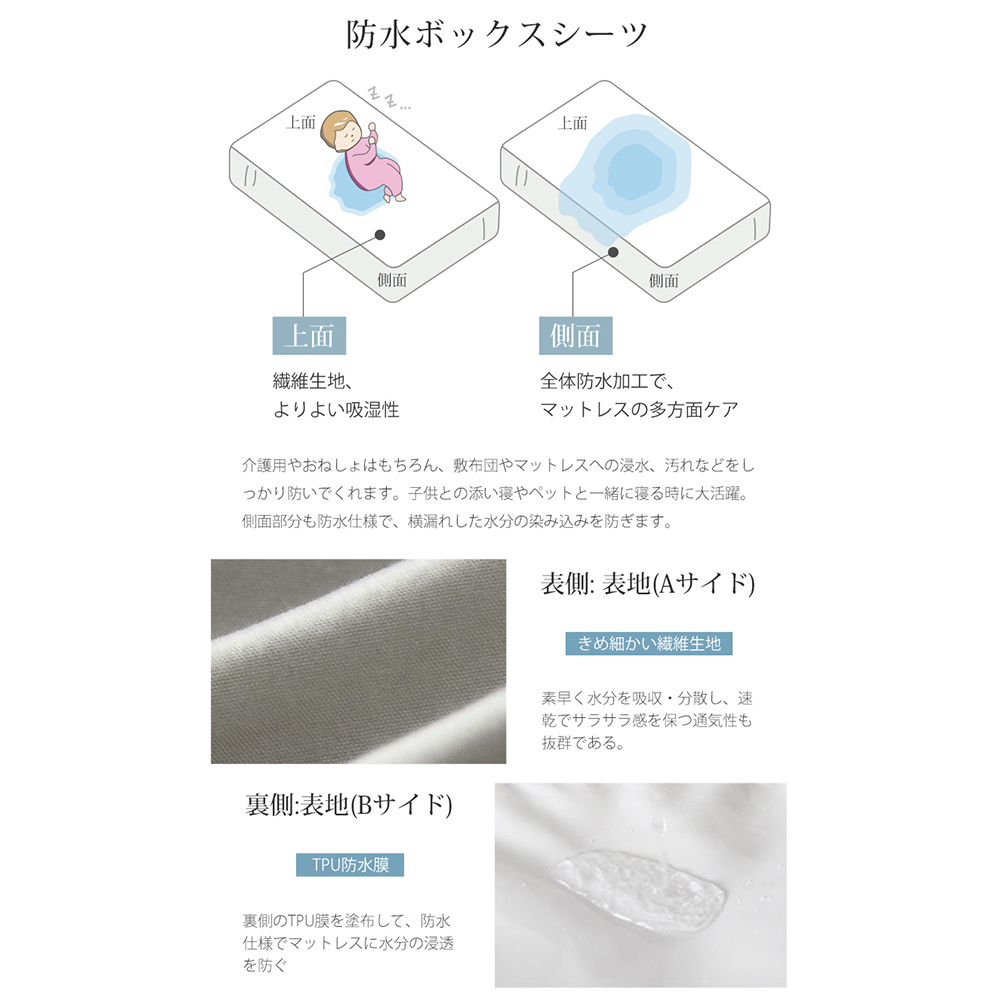 防水ボックスシーツ
z z...
上面
上面
側面
側面
上面
側面
繊維生地、
よりよい吸湿性
全体防水加工で、
マットレスの多方面ケア
介護用やおねしょはもちろん、敷布団やマットレスへの浸水、汚れなどをし
っかり防いでくれます。子供との添い寝やペットと一緒に寝る時に大活躍。
側面部分も防水仕様で、横漏れした水分の染み込みを防ぎます。
表側: 表地(Aサイド)
きめ細かい繊維生地
素早く水分を吸収・分散し、速
乾でサラサラ感を保つ通気性も
抜群である。
裏側:表地(Bサイド)
TPU防水膜
裏側のTPU膜を塗布して、防水
仕様でマットレスに水分の浸透
を防ぐ